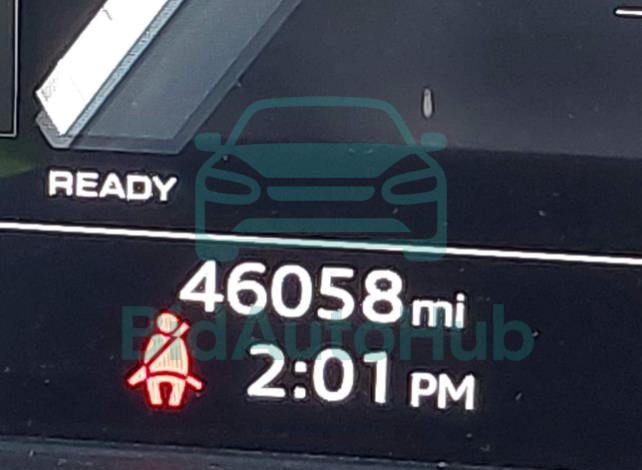 READY
46058 mi
BidAutoHub
2:01 PM